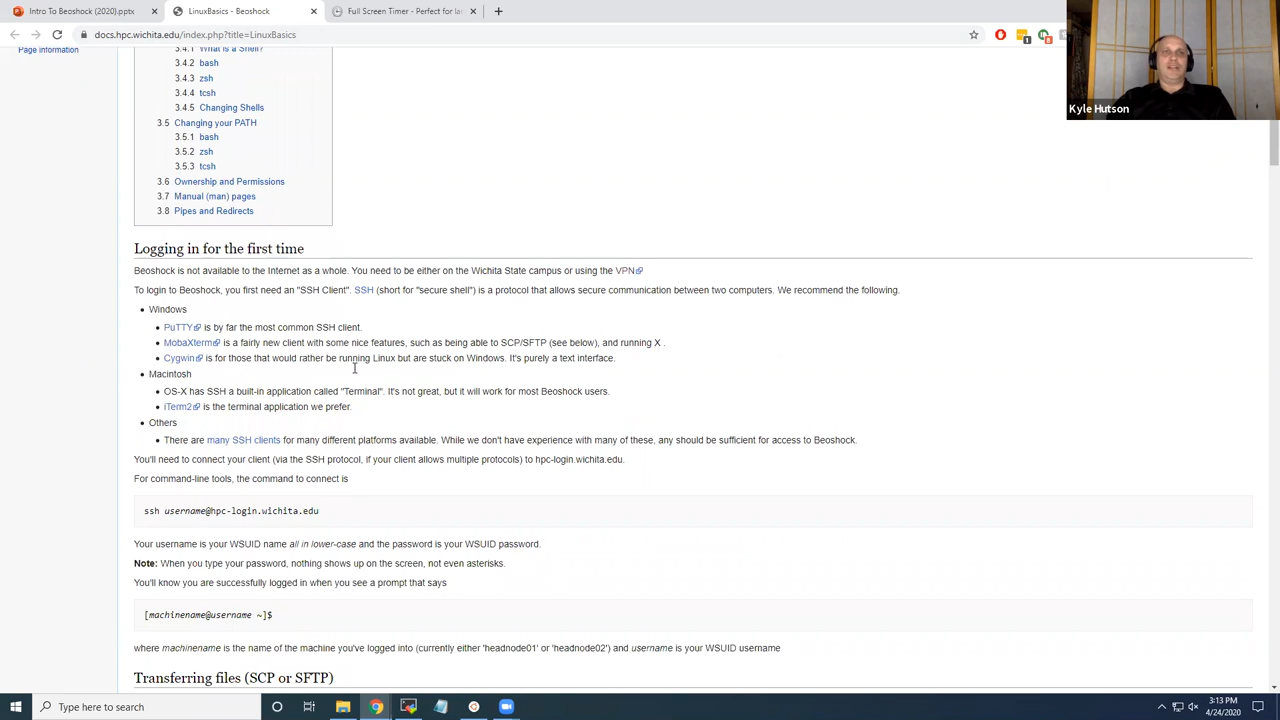 Intro To Beoshock (2020).pptx
LinuxBasics - Beoshock
Full Screen Timer - Perfect for la
docs.hpc.wichita.edu/index.php?title=LinuxBasics
Kyle Hutson
Page information
3.4.1 What is a Shell?
3.4.2 bash
3.4.3 zsh
3.4.4 tcsh
3.4.5 Changing Shells
3.5 Changing your PATH
3.5.1 bash
3.5.2 zsh
3.5.3 tcsh
3.6 Ownership and Permissions
3.7 Manual (man) pages
3.8 Pipes and Redirects
Logging in for the first time
Beoshock is not available to the Internet as a whole. You need to be either on the Wichita State campus or using the VPN
To login to Beoshock, you first need an "SSH Client". SSH (short for "secure shell") is a protocol that allows secure communication between two computers. We recommend the following.
• Windows
• PuTTY is by far the most common SSH client.
• MobaXterm is a fairly new client with some nice features, such as being able to SCP/SFTP (see below), and running X .
• Cygwin is for those that would rather be running Linux but are stuck on Windows. It's purely a text interface.
• Macintosh
• OS-X has SSH a built-in application called "Terminal". It's not great, but it will work for most Beoshock users.
• iTerm2 is the terminal application we prefer.
• Others
• There are many SSH clients for many different platforms available. While we don't have experience with many of these, any should be sufficient for access to Beoshock.
You'll need to connect your client (via the SSH protocol, if your client allows multiple protocols) to hpc-login.wichita.edu.
For command-line tools, the command to connect is
ssh username@hpc-login.wichita.edu
Your username is your WSUID name all in lower-case and the password is your WSUID password.
Note: When you type your password, nothing shows up on the screen, not even asterisks.
You'll know you are successfully logged in when you see a prompt that says
[machinename@username ~]$
where machinename is the name of the machine you've logged into (currently either 'headnode01' or 'headnode02') and username is your WSUID username
Transferring files (SCP or SFTP)
Type here to search
3:13 PM
4/24/2020